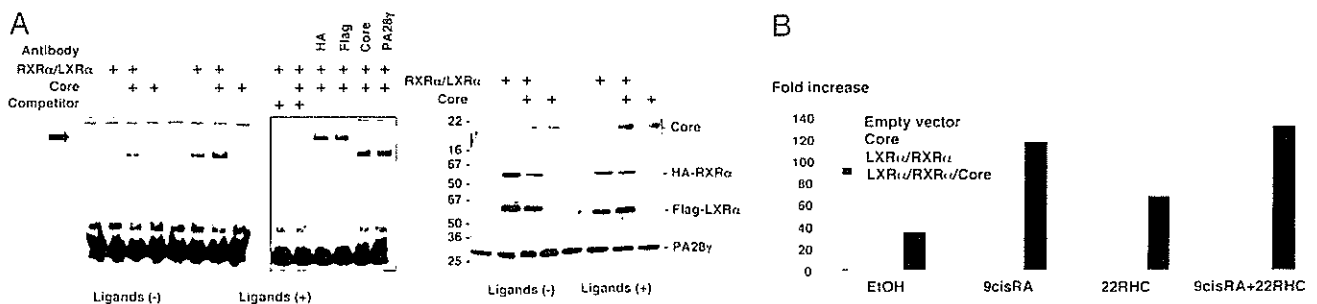 A
B
HA
Flag
Core
PA28γ
Antibody
RXRα/LXRα + + + + + + + + + +
Core + + + + + + + + + +
Competitor + +
Ligands (-)
Ligands (+)
RXRα/LXRα + + + +
Core + + + +
22 -
16 -
67 -
50 -
67 -
50 -
36 -
25 -
- Core
- HA-RXRα
- Flag-LXRα
- PA28γ
Ligands (-)
Ligands (+)
Fold increase
140
120
100
80
60
40
20
0
Empty vector
Core
LXRα/RXRα
LXRα/RXRα/Core
EtOH
9cisRA
22RHC
9cisRA+22RHC